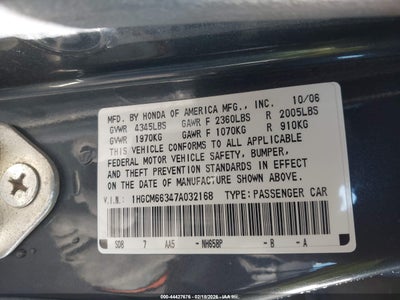 MFD. BY HONDA OF AMERICA MFG., INC. 10/06
GVWR 4345LBS GAWR F 2360LBS R 2005LBS
GVWR 1970KG GAWR F 1070KG R 910KG
THIS VEHICLE CONFORMS TO ALL APPLICABLE
FEDERAL MOTOR VEHICLE SAFETY, BUMPER,
AND THEFT PREVENTION STANDARDS IN EFFECT
ON THE DATE OF MANUFACTURE SHOWN ABOVE.
V.I.N.: 1HGCM66347A032168 TYPE: PASSENGER CAR
SDB 7 AA5 - NH658P - B - A
000-44427676 - 02/18/2026 - © IAA, LLC